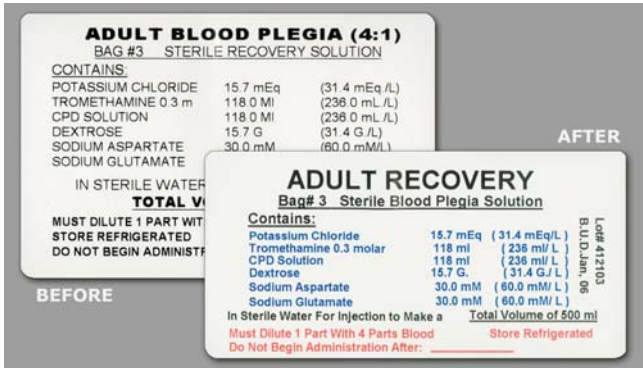 ADULT BLOOD PLEGIA (4:1)
BAG #3 STERILE RECOVERY SOLUTION
CONTAINS:
POTASSIUM CHLORIDE 15.7 mEq (31.4 mEq /L)
TROMETHAMINE 0.3 m 118.0 Ml (236.0 mL /L)
CPD SOLUTION 118.0 Ml (236.0 mL /L)
DEXTROSE 15.7 G (31.4 G /L)
SODIUM ASPARTATE 30.0 mM (60.0 mM/L)
SODIUM GLUTAMATE
IN STERILE WATER
TOTAL
MUST DILUTE 1 PART
STORE REFRIGERATED
DO NOT BEGIN
BEFORE
AFTER
ADULT RECOVERY
Bag# 3 Sterile Blood Plegia Solution
Contains:
Potassium Chloride 15.7 mEq ( 31.4 mEq/L )
Tromethamine 0.3 molar 118 ml ( 236 ml/ L )
CPD Solution 118 ml ( 236 ml/ L )
Dextrose 15.7 G. ( 31.4 G./ L )
Sodium Aspartate 30.0 mM ( 60.0 mM/ L )
Sodium Glutamate 30.0 mM ( 60.0 mM/ L )
Lot# 412103
B.U.D.Jan, 06
In Sterile Water For Injection to Make a Total Volume of 500 ml
Must Dilute 1 Part With 4 Parts Blood Store Refrigerated
Do Not Begin Administration After: